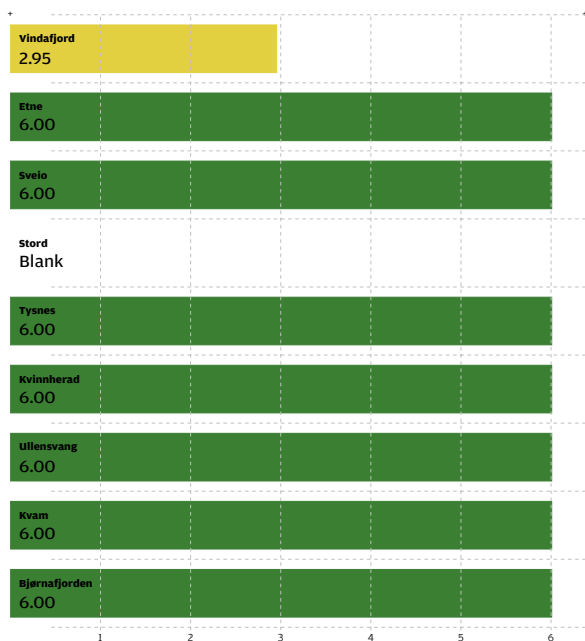 Vindafjord
2.95
Etne
6.00
Sveio
6.00
Stord
Blank
Tysnes
6.00
Kvinnherad
6.00
Ullensvang
6.00
Kvam
6.00
Bjørnafjorden
6.00
1 2 3 4 5 6